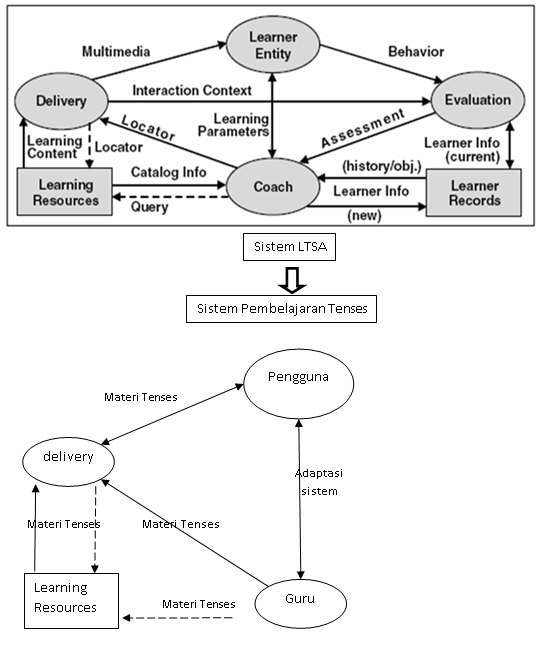 Learner
Entity
Multimedia
Behavior
Delivery
Interaction Context
Evaluation
Learning
Parameters
Locator
Assessment
Learning
Content
Locator
Learner Info
(current)
Learning
Resources
Catalog Info
Query
Coach
(history/obj.)
Learner Info
(new)
Learner
Records
Sistem LTSA
Sistem Pembelajaran Tenses
Pengguna
Materi Tenses
delivery
Adaptasi
sistem
Materi Tenses
Materi Tenses
Learning
Resources
Materi Tenses
Guru